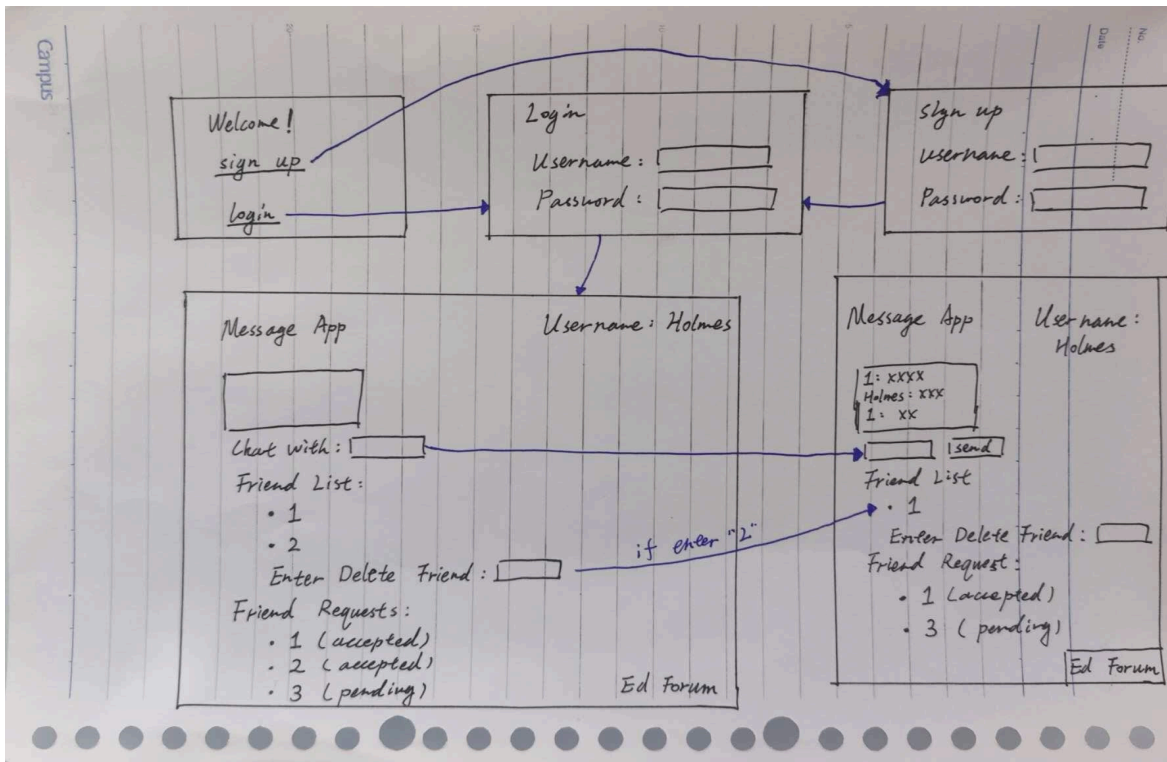 Campus
No.
Date
Welcome!
sign up
login
Login
Username:
Password:
sign up
username:
Password:
Message App
Username: Holmes
Chat with:
Friend List:
• 1
• 2
Enter Delete Friend:
Friend Requests:
• 1 (accepted)
• 2 (accepted)
• 3 (pending)
Ed Forum
if enter "2"
Message App
Username:
Holmes
1: xxxx
Holmes: xxx
1: xx
send
Friend List
• 1
Enter Delete Friend:
Friend Request:
• 1 (accepted)
• 3 (pending)
Ed Forum